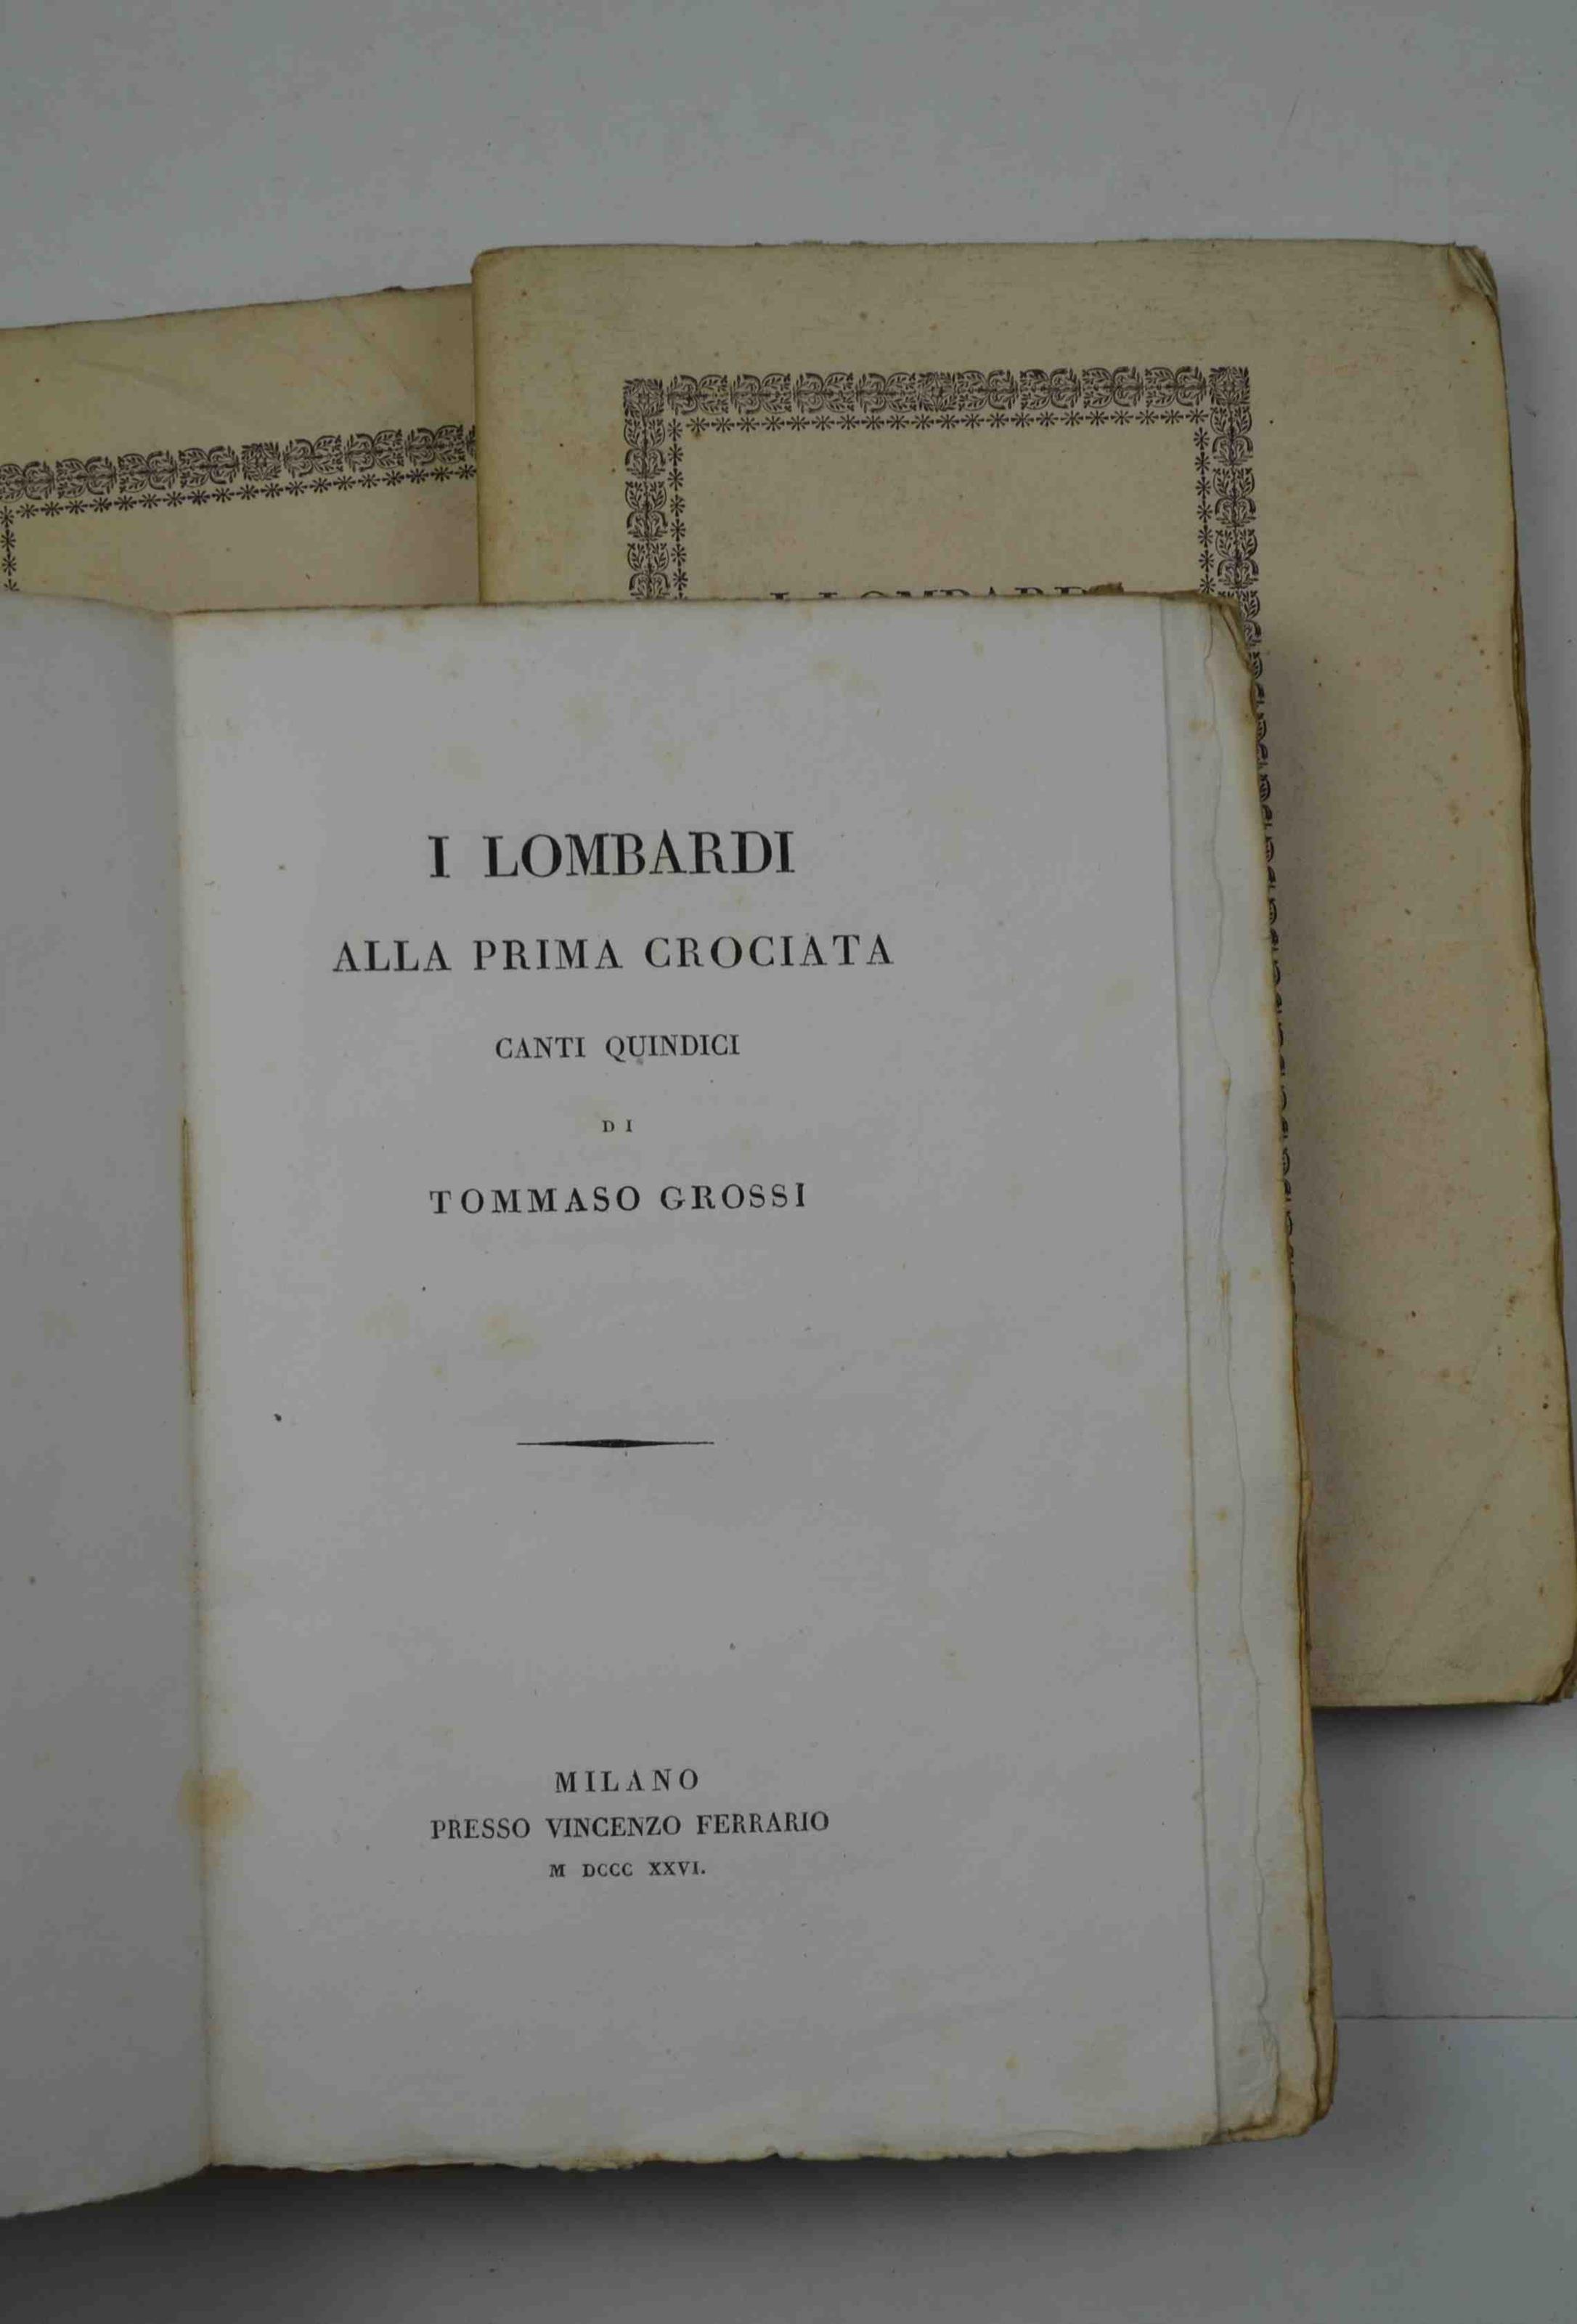 I LOMBARDI
ALLA PRIMA CROCIATA
CANTI QUINDICI
DI
TOMMASO GROSSI
MILANO
PRESSO VINCENZO FERRARIO
M DCCC XXVI.